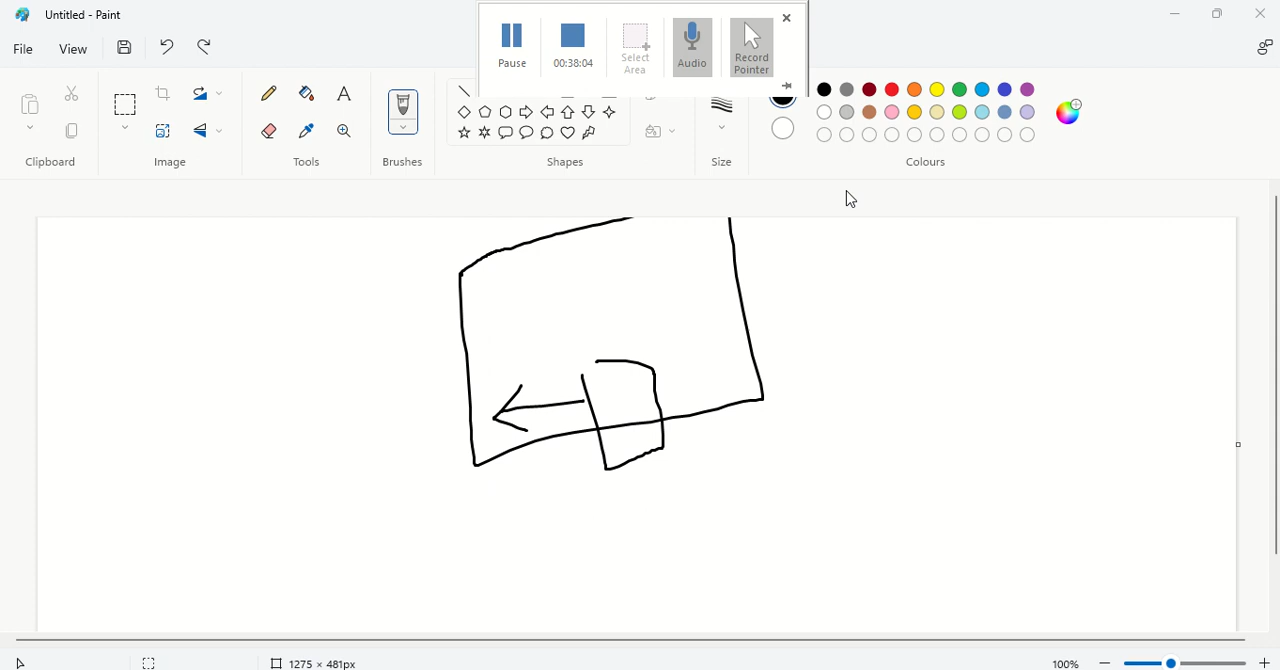 Untitled - Paint
Pause
00:38:04
Select Area
Audio
Record Pointer
File
View
Clipboard
Image
Tools
Brushes
Shapes
Size
Colours
1275 × 481px
100%